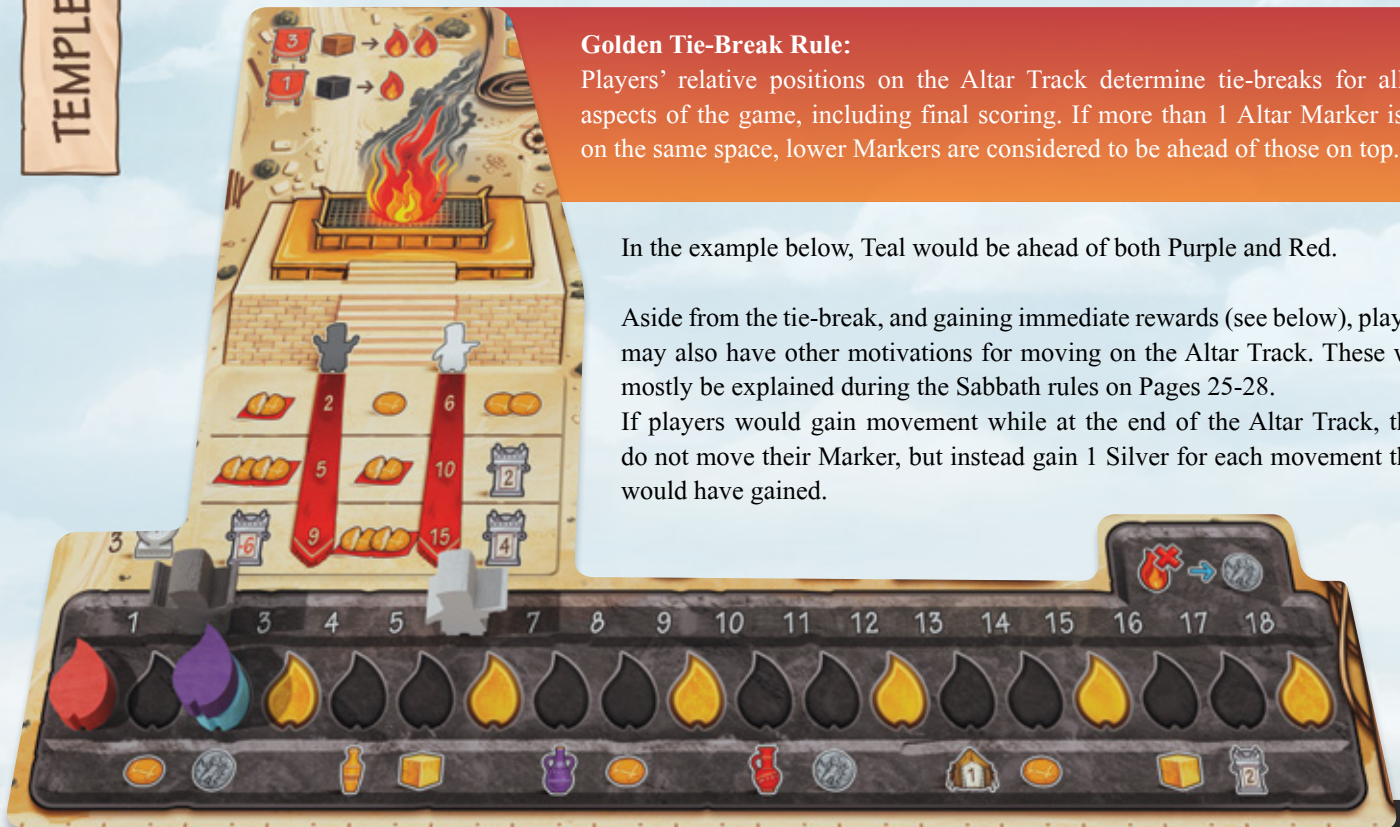 TEMPLE
3
1
Golden Tie-Break Rule:
Players’ relative positions on the Altar Track determine tie-breaks for all
aspects of the game, including final scoring. If more than 1 Altar Marker is
on the same space, lower Markers are considered to be ahead of those on top.
In the example below, Teal would be ahead of both Purple and Red.
Aside from the tie-break, and gaining immediate rewards (see below), play
may also have other motivations for moving on the Altar Track. These w
mostly be explained during the Sabbath rules on Pages 25-28.
If players would gain movement while at the end of the Altar Track, th
do not move their Marker, but instead gain 1 Silver for each movement th
would have gained.
2 6
5 10 2
-6 9 15 4
3
1 3 4 5 7 8 9 10 11 12 13 14 15 16 17 18
1 2